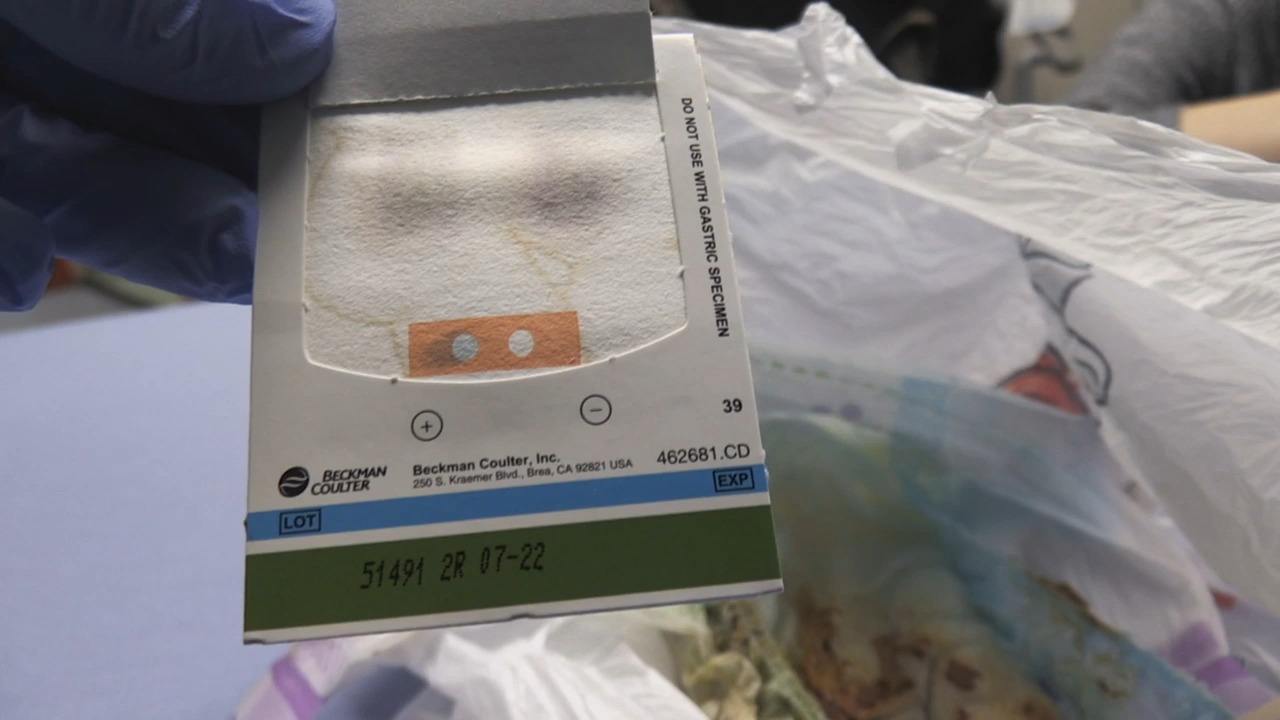 DO NOT USE WITH GASTRIC SPECIMEN
+
−
39
BECKMAN
COULTER
Beckman Coulter, Inc.
250 S. Kraemer Blvd., Brea, CA 92821 USA
462681.CD
LOT
EXP
51491 2R 07-22